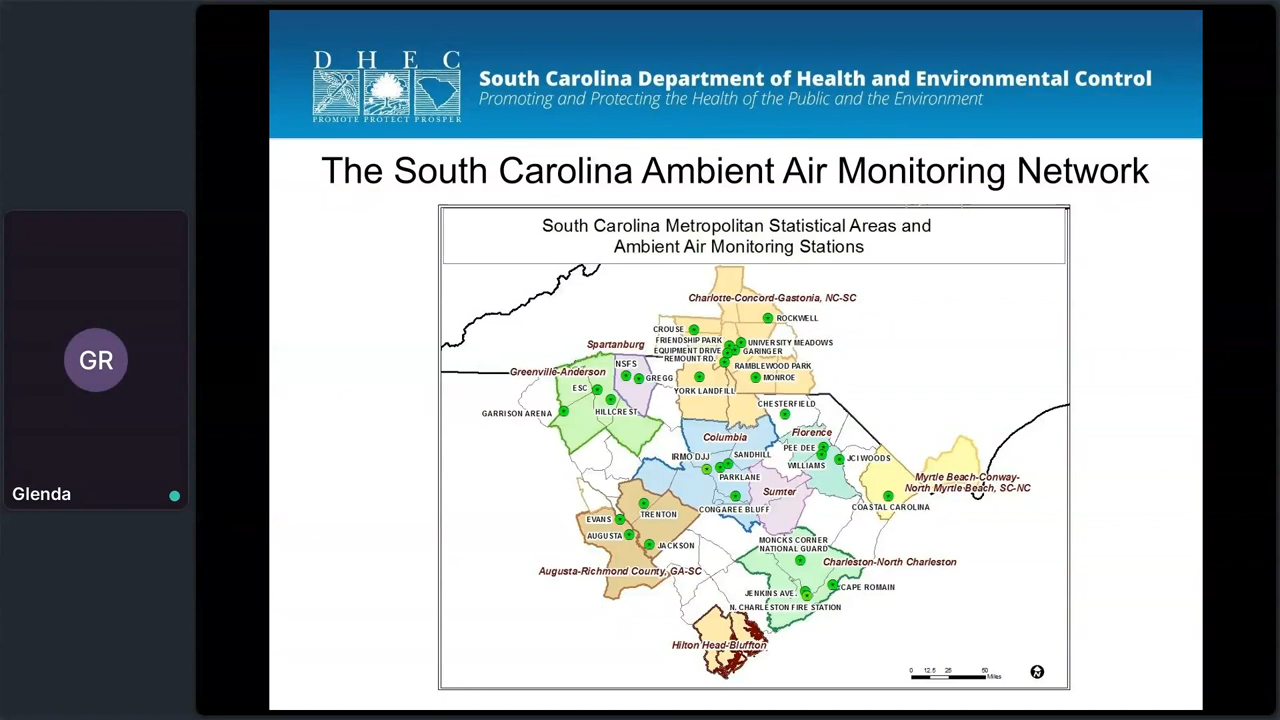 D H E C
PROMOTE PROTECT PROSPER
South Carolina Department of Health and Environmental Control
Promoting and Protecting the Health of the Public and the Environment
The South Carolina Ambient Air Monitoring Network
South Carolina Metropolitan Statistical Areas and
Ambient Air Monitoring Stations
Charlotte-Concord-Gastonia, NC-SC
ROCKWELL
CROUSE
FRIENDSHIP PARK
UNIVERSITY MEADOWS
Spartanburg
EQUIPMENT DRIVE
GARINGER
REMOUNT RD.
NSFS
RAMBLEWOOD PARK
Greenville-Anderson
GREGG
MONROE
ESC
YORK LANDFILL
GARRISON ARENA
HILLCREST
CHESTERFIELD
Columbia
Florence
PEE DEE
IRMO DJJ
SANDHILL
JCI WOODS
WILLIAMS
PARKLANE
Myrtle Beach-Conway-
North Myrtle Beach, SC-NC
Sumter
COASTAL CAROLINA
CONGAREE BLUFF
TRENTON
EVANS
AUGUSTA
JACKSON
MONCKS CORNER
NATIONAL GUARD
Charleston-North Charleston
Augusta-Richmond County, GA-SC
CAPE ROMAIN
JENKINS AVE.
N. CHARLESTON FIRE STATION
Hilton Head-Bluffton
0 12.5 25 50
Miles
N
GR
Glenda